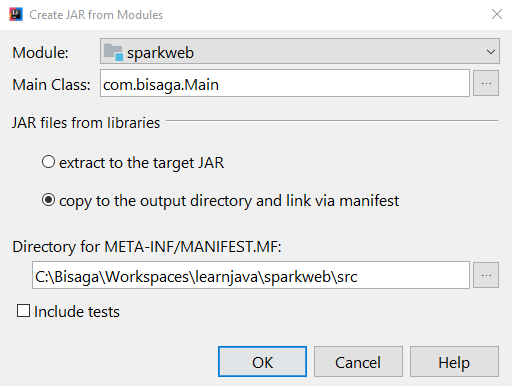 Create JAR from Modules
Module: sparkweb
Main Class: com.bisaga.Main ...
JAR files from libraries
extract to the target JAR
copy to the output directory and link via manifest
Directory for META-INF/MANIFEST.MF:
C:\Bisaga\Workspaces\learnjava\sparkweb\src ...
Include tests
OK Cancel Help